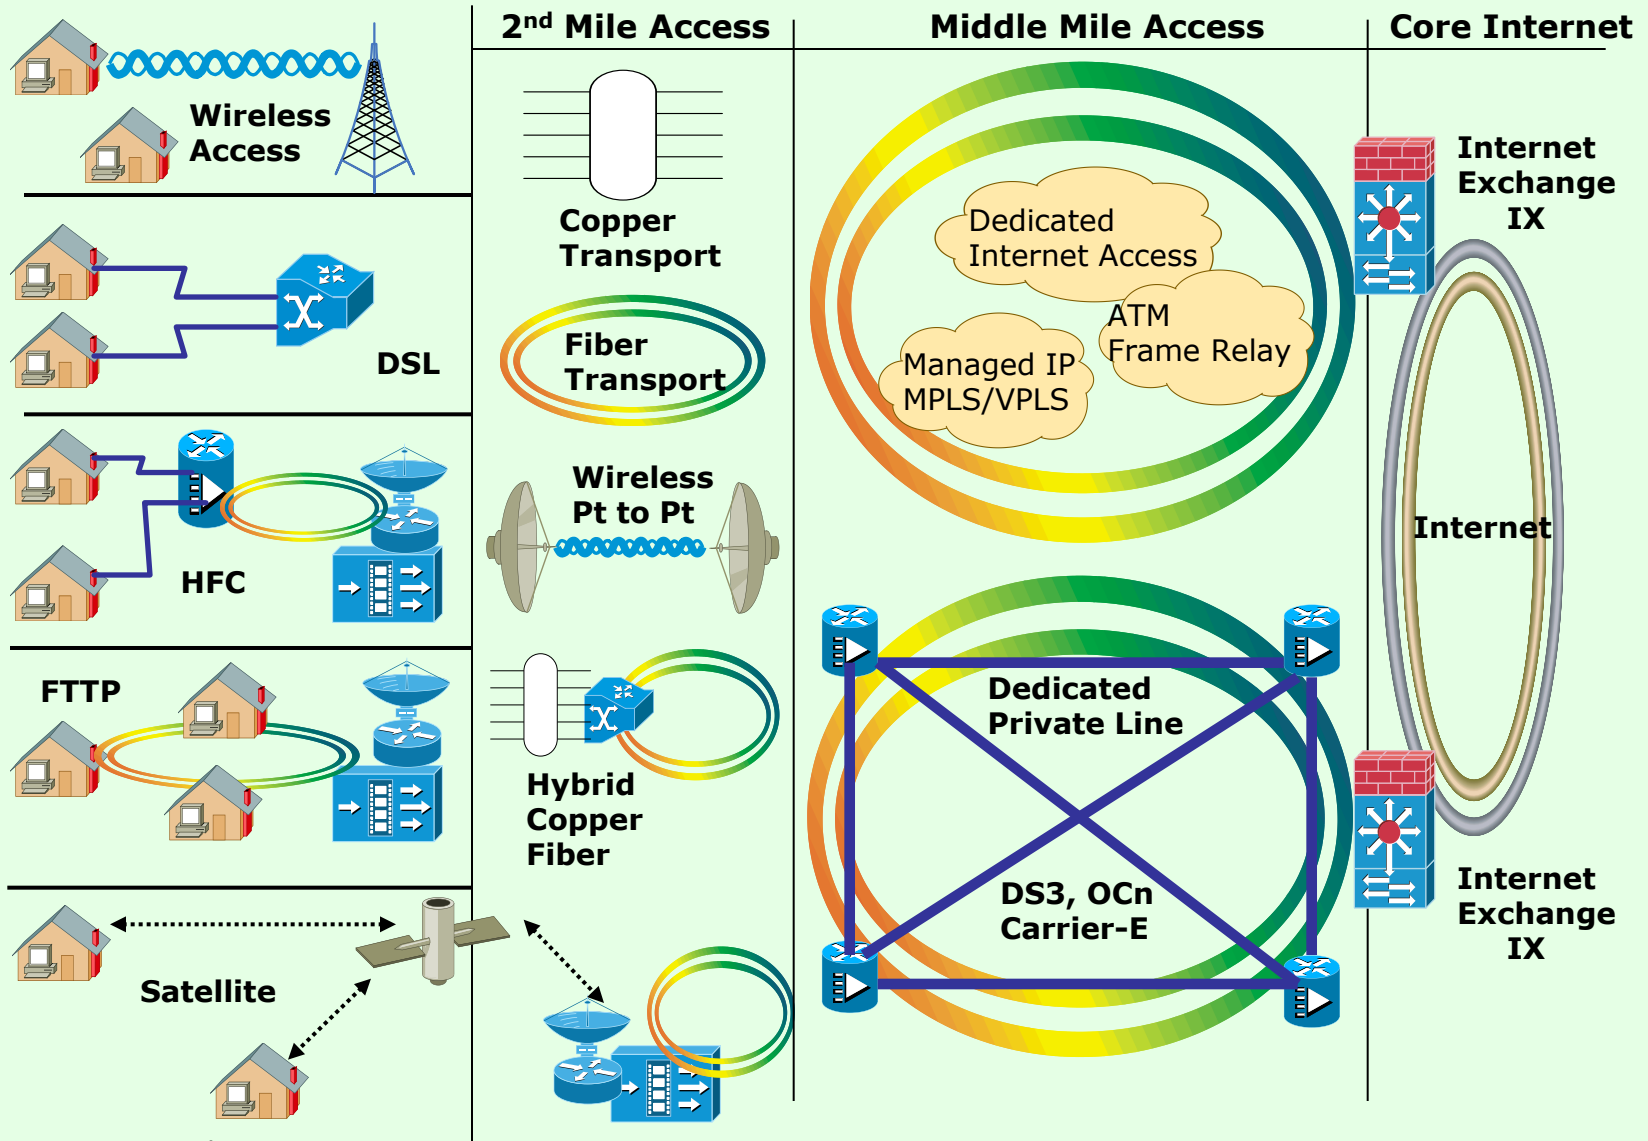 2nd Mile Access
Middle Mile Access
Core Internet
Wireless
Access
DSL
HFC
FTTP
Satellite
Copper
Transport
Fiber
Transport
Wireless
Pt to Pt
Hybrid
Copper
Fiber
Dedicated
Internet Access
ATM
Frame Relay
Managed IP
MPLS/VPLS
Dedicated
Private Line
DS3, OCn
Carrier-E
Internet
Exchange
IX
Internet
Internet
Exchange
IX